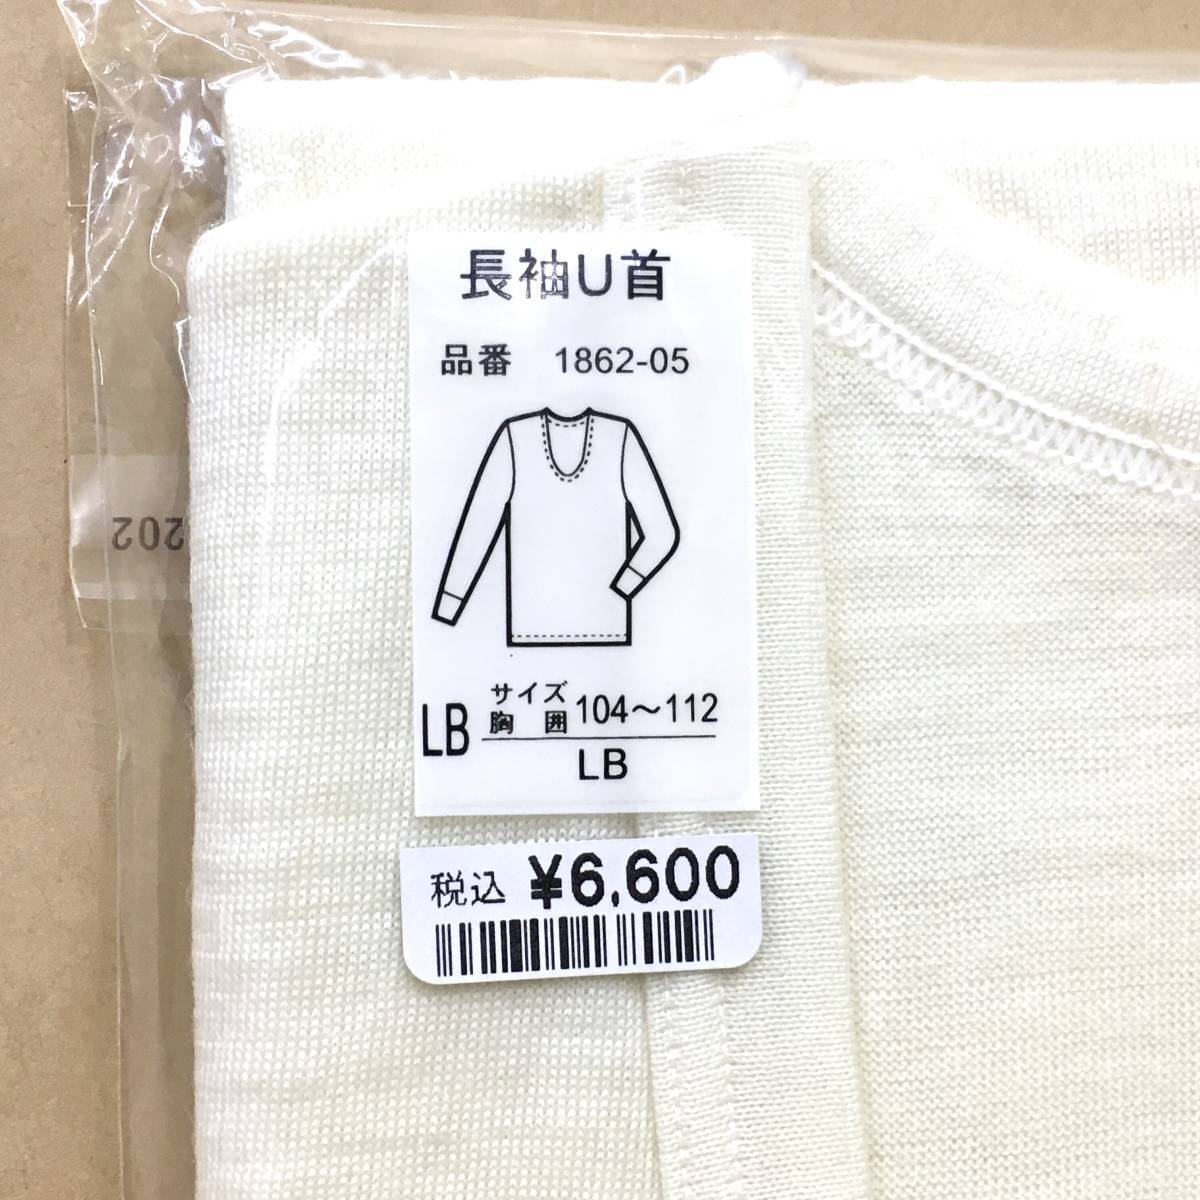 長袖U首
品番 1862-05
LB サイズ 胸囲 104～112
LB
税込 ¥6,600
202